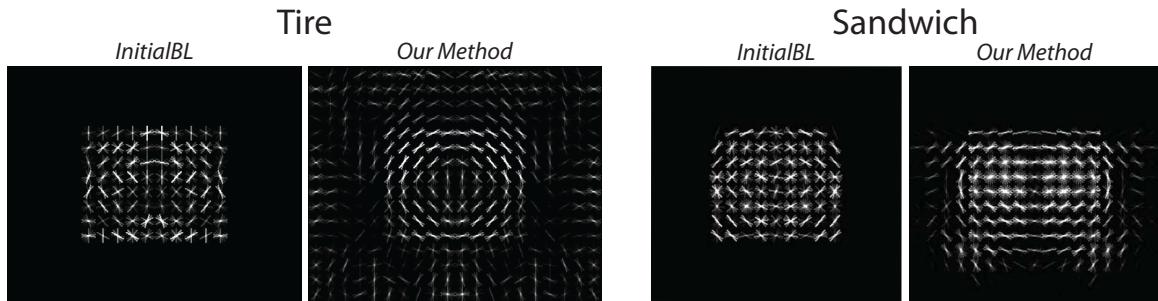 Tire
InitialBL
Our Method
Sandwich
InitialBL
Our Method